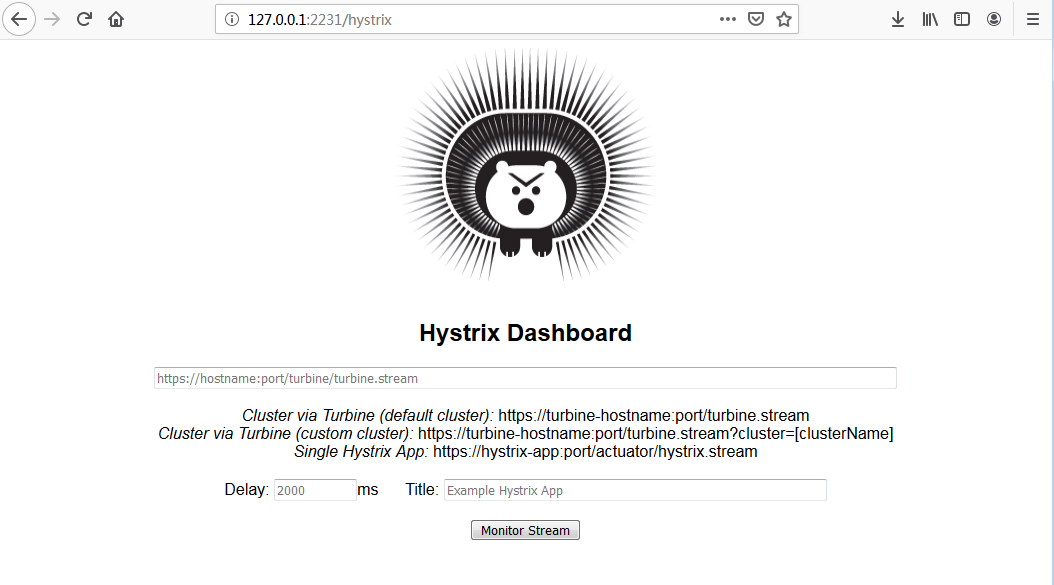 127.0.0.1:2231/hystrix
Hystrix Dashboard
https://hostname:port/turbine/turbine.stream
Cluster via Turbine (default cluster): https://turbine-hostname:port/turbine.stream
Cluster via Turbine (custom cluster): https://turbine-hostname:port/turbine.stream?cluster=[clusterName]
Single Hystrix App: https://hystrix-app:port/actuator/hystrix.stream
Delay: 2000 ms Title: Example Hystrix App
Monitor Stream